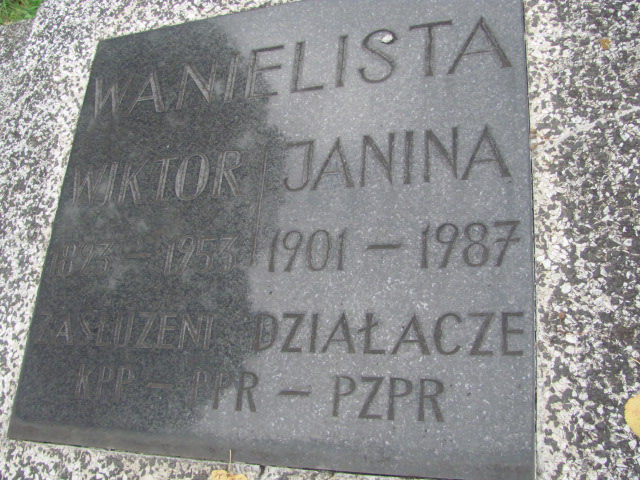 WANIELISTA
WIKTOR JANINA
1893 - 1953 1901 - 1987
ZASŁUŻENI DZIAŁACZE
KPP - PPR - PZPR